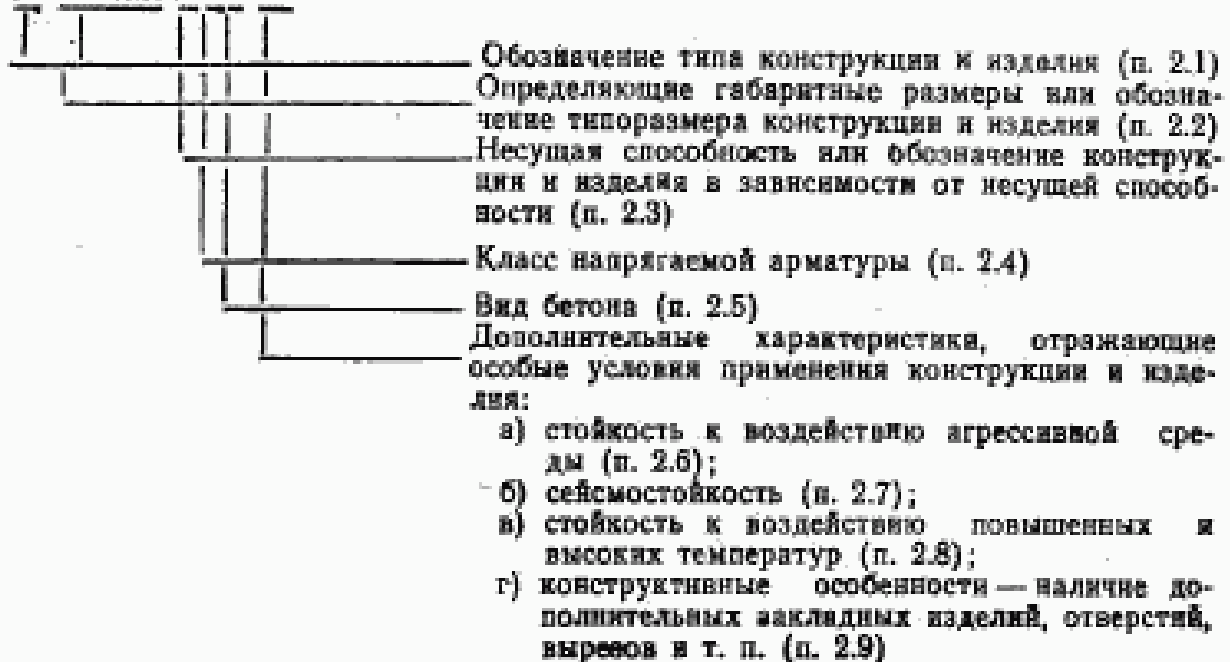 Обозначение типа конструкции и изделия (п. 2.1)
Определяющие габаритные размеры или обозна-
чение типоразмера конструкции и изделия (п. 2.2)
Несущая способность или обозначение конструк-
ции и изделия в зависимости от несущей способ-
ности (п. 2.3)
Класс напрягаемой арматуры (п. 2.4)
Вид бетона (п. 2.5)
Дополнительные характеристики, отражающие
особые условия применения конструкции и изде-
лия:
а) стойкость к воздействию агрессивной сре-
ды (п. 2.6);
б) сейсмостойкость (п. 2.7);
в) стойкость к воздействию повышенных и
высоких температур (п. 2.8);
г) конструктивные особенности — наличие до-
полнительных закладных изделий, отверстий,
вырезов и т. п. (п. 2.9)